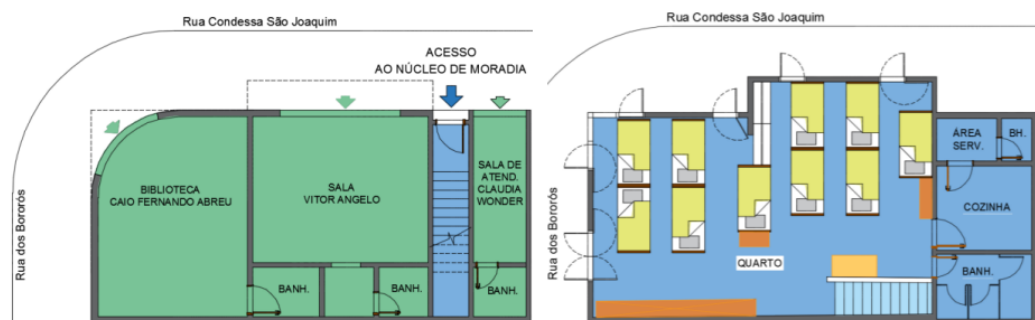 Rua Condessa São Joaquim
ACESSO
AO NÚCLEO DE MORADIA
Rua dos Bororós
BIBLIOTECA
CAIO FERNANDO ABREU
SALA
VITOR ANGELO
SALA DE
ATEND.
CLAUDIA
WONDER
BANH.
BANH.
BANH.
Rua Condessa São Joaquim
Rua dos Bororós
ÁREA
SERV.
BH.
COZINHA
QUARTO
BANH.